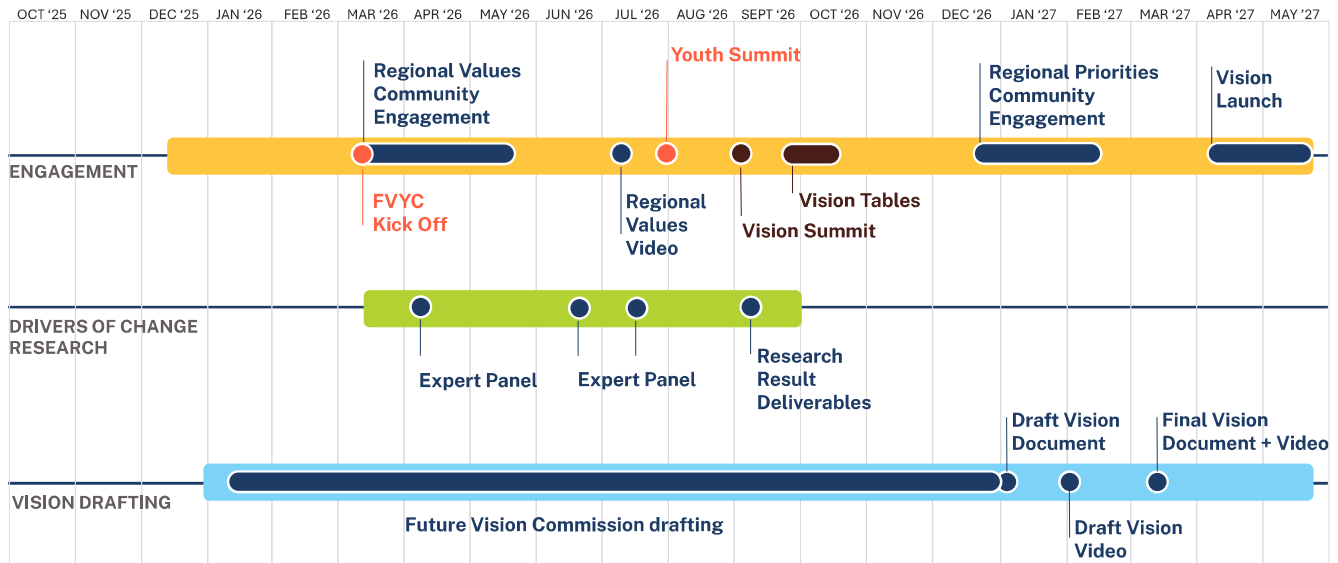 OCT ‘25 NOV ‘25 DEC ‘25 JAN ‘26 FEB ‘26 MAR ‘26 APR ‘26 MAY ‘26 JUN ‘26 JUL ‘26 AUG ‘26 SEPT ‘26 OCT ‘26 NOV ‘26 DEC ‘26 JAN ‘27 FEB ‘27 MAR ‘27 APR ‘27 MAY ‘27
Youth Summit
Regional Values
Community
Engagement
Regional Priorities
Community
Engagement
Vision
Launch
ENGAGEMENT
FVYC
Kick Off
Regional
Values
Video
Vision Tables
Vision Summit
DRIVERS OF CHANGE
RESEARCH
Expert Panel
Expert Panel
Research
Result
Deliverables
Draft Vision
Document
Final Vision
Document + Video
VISION DRAFTING
Future Vision Commission drafting
Draft Vision
Video